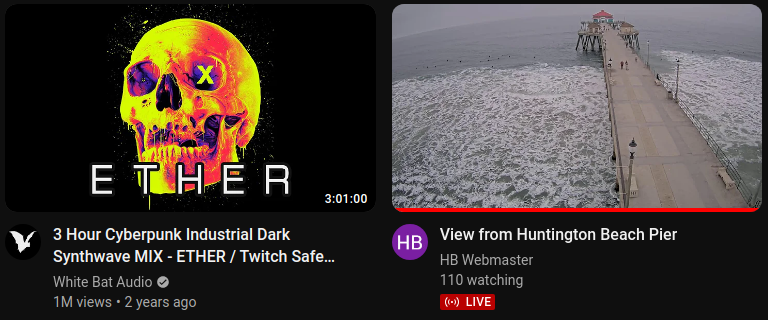 X
ETHER
3:01:00
3 Hour Cyberpunk Industrial Dark
Synthwave MIX - ETHER / Twitch Safe...
White Bat Audio
1M views • 2 years ago
HB
View from Huntington Beach Pier
HB Webmaster
110 watching
LIVE